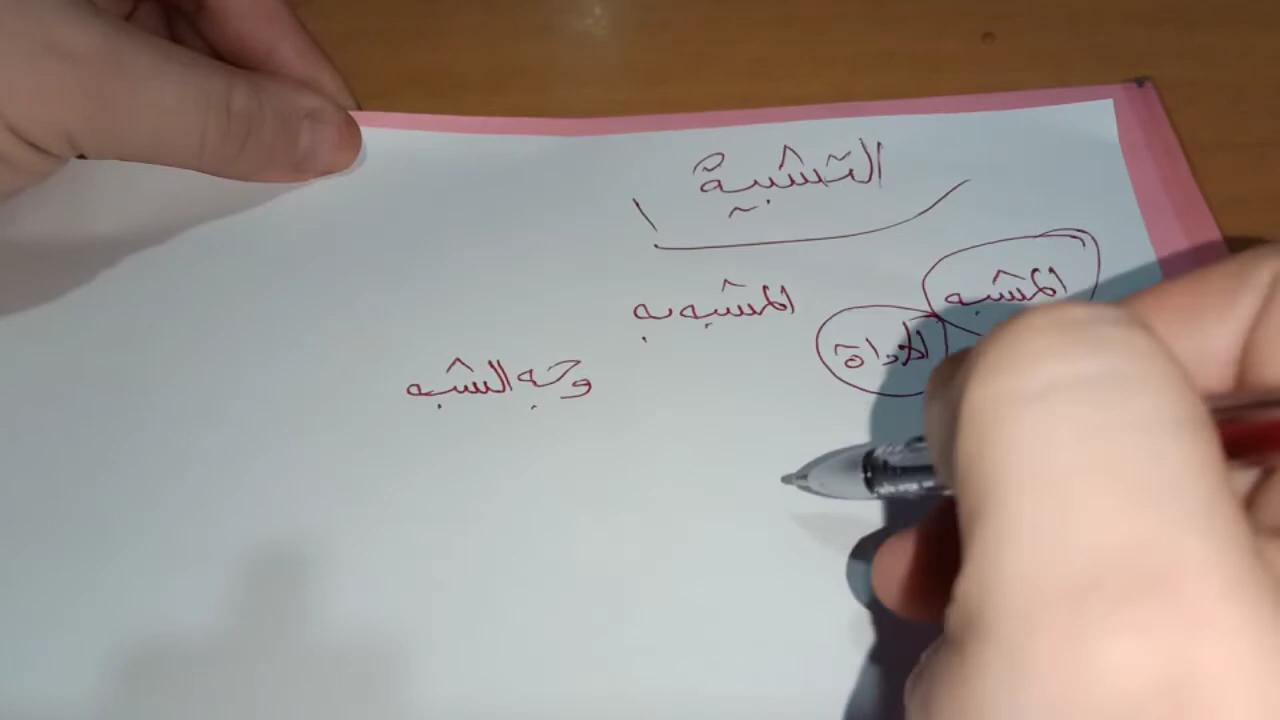 التشبيه
المشبه
الأداة
المشبه به
وجه الشبه